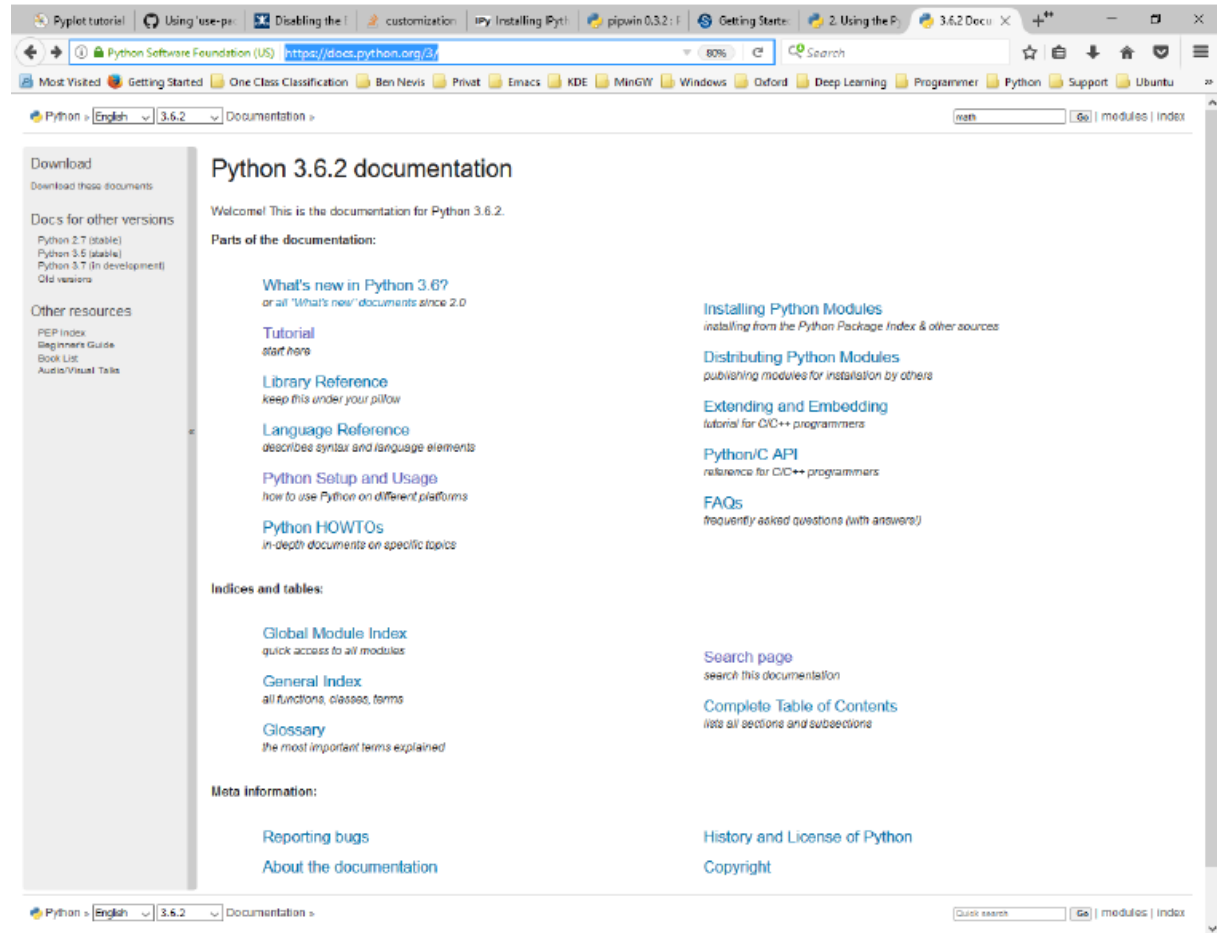 Pyplot tutorial
Using 'use-pac
Disabling the l
customization
IPy Installing IPyth
pipwin 0.3.2 : F
Getting Starte
2. Using the Py
3.6.2 Docu
Python Software Foundation (US) https://docs.python.org/3/
80%
Search
Most Visited Getting Started One Class Classification Ben Nevis Privat Emacs KDE MinGW Windows Oxford Deep Learning Programmer Python Support Ubuntu »
Python » English 3.6.2 Documentation »
math Go | modules | index
Download
Download these documents
Docs for other versions
Python 2.7 (stable)
Python 3.5 (stable)
Python 3.7 (in development)
Old versions
Other resources
PEP Index
Beginner's Guide
Book List
Audio/Visual Talks
«
Python 3.6.2 documentation
Welcome! This is the documentation for Python 3.6.2.
Parts of the documentation:
What's new in Python 3.6?
or all "What's new" documents since 2.0
Tutorial
start here
Library Reference
keep this under your pillow
Language Reference
describes syntax and language elements
Python Setup and Usage
how to use Python on different platforms
Python HOWTOs
in-depth documents on specific topics
Installing Python Modules
installing from the Python Package Index & other sources
Distributing Python Modules
publishing modules for installation by others
Extending and Embedding
tutorial for C/C++ programmers
Python/C API
reference for C/C++ programmers
FAQs
frequently asked questions (with answers!)
Indices and tables:
Global Module Index
quick access to all modules
General Index
all functions, classes, terms
Glossary
the most important terms explained
Search page
search this documentation
Complete Table of Contents
lists all sections and subsections
Meta information:
Reporting bugs
About the documentation
History and License of Python
Copyright
Python » English 3.6.2 Documentation »
Quick search Go | modules | index